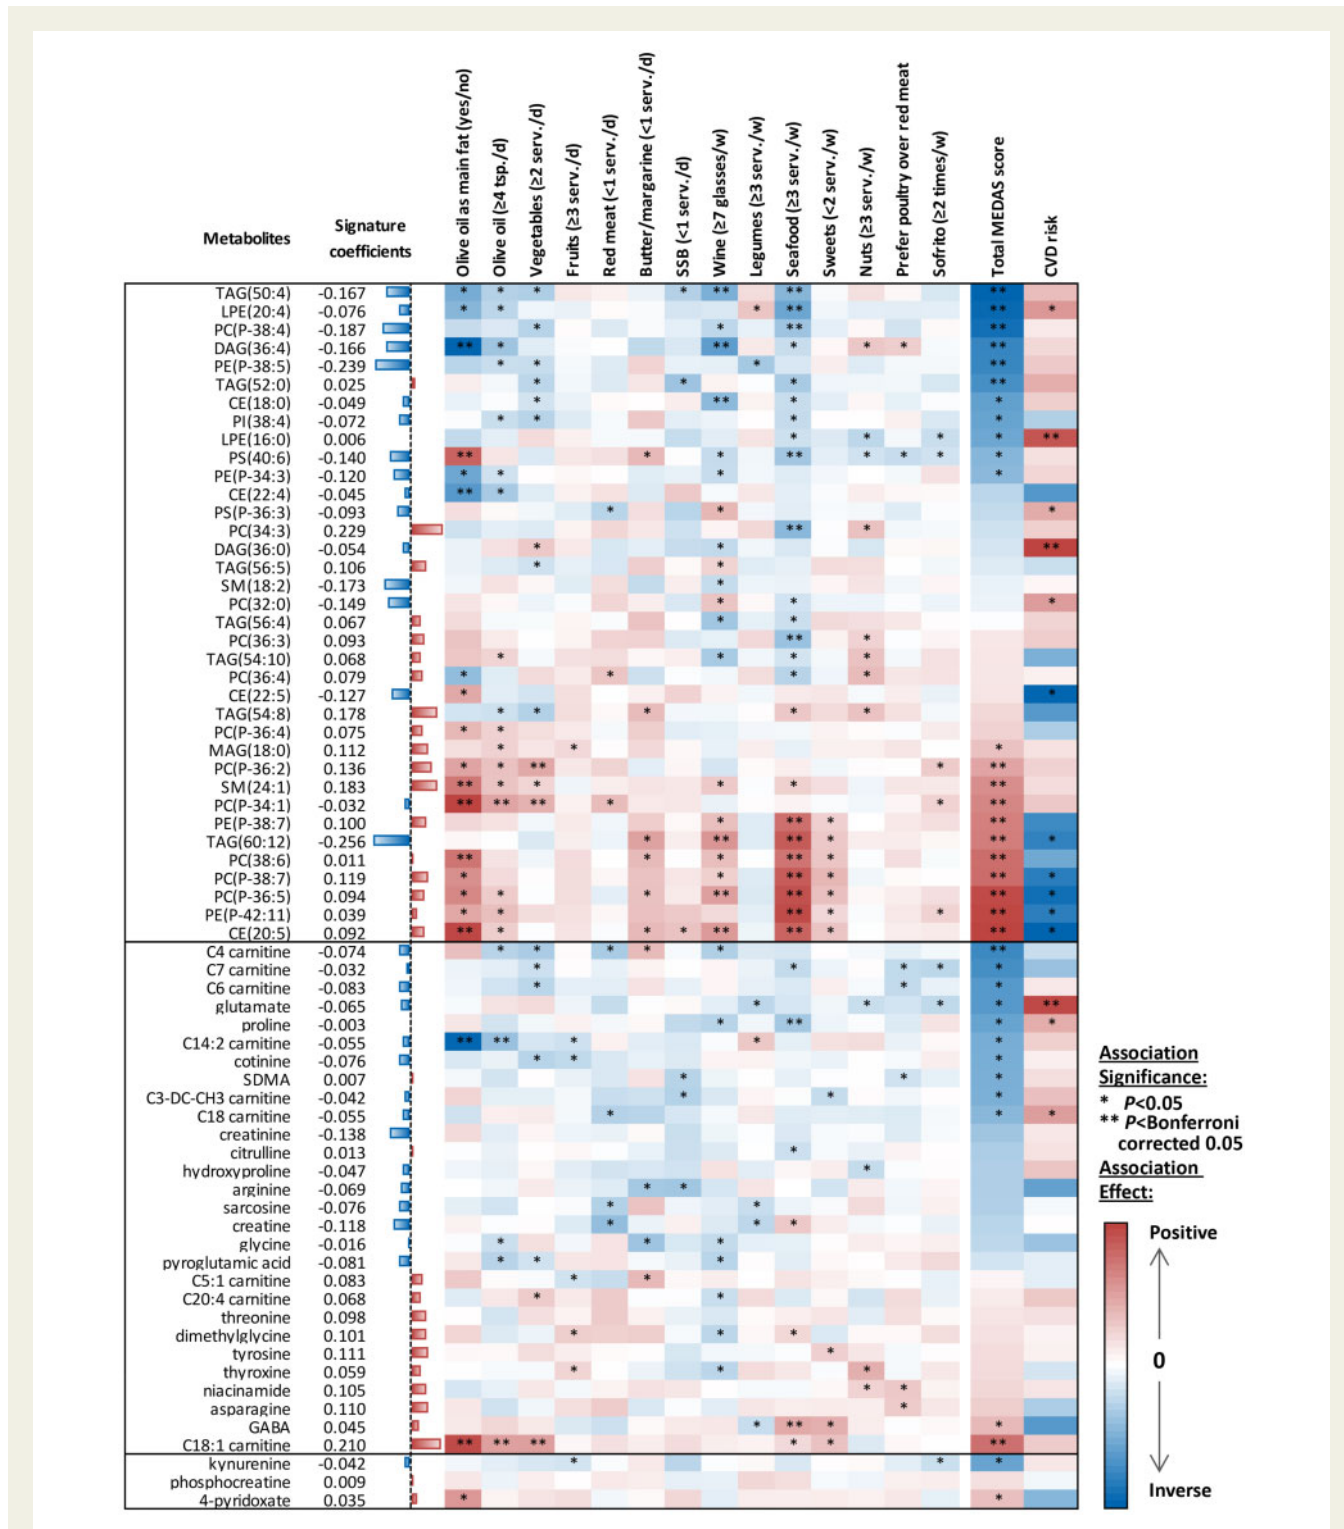 Metabolites
Signature coefficients
Olive oil as main fat (yes/no)
Olive oil (≥4 tsp./d)
Vegetables (≥2 serv./d)
Fruits (≥3 serv./d)
Red meat (<1 serv./d)
Butter/margarine (<1 serv./d)
SSB (<1 serv./d)
Wine (≥7 glasses/w)
Legumes (≥3 serv./w)
Seafood (≥3 serv./w)
Sweets (<2 serv./w)
Nuts (≥3 serv./w)
Prefer poultry over red meat
Sofrito (≥2 times/w)
Total MEDAS score
CVD risk
TAG(50:4) -0.167 * * * * ** ** **
LPE(20:4) -0.076 * * * ** ** *
PC(P-38:4) -0.187 * * ** **
DAG(36:4) -0.166 ** * ** * * * **
PE(P-38:5) -0.239 * * * **
TAG(52:0) 0.025 * * * **
CE(18:0) -0.049 * ** * *
PI(38:4) -0.072 * * * *
LPE(16:0) 0.006 * * * * **
PS(40:6) -0.140 ** * * ** * * * *
PE(P-34:3) -0.120 * * * *
CE(22:4) -0.045 ** *
PS(P-36:3) -0.093 * * *
PC(34:3) 0.229 ** *
DAG(36:0) -0.054 * * **
TAG(56:5) 0.106 * *
SM(18:2) -0.173 *
PC(32:0) -0.149 * * *
TAG(56:4) 0.067 * *
PC(36:3) 0.093 ** *
TAG(54:10) 0.068 * * * *
PC(36:4) 0.079 * * * *
CE(22:5) -0.127 * *
TAG(54:8) 0.178 * * * * *
PC(P-36:4) 0.075 * *
MAG(18:0) 0.112 * * *
PC(P-36:2) 0.136 * * ** * **
SM(24:1) 0.183 ** * * * * **
PC(P-34:1) -0.032 ** ** ** * * **
PE(P-38:7) 0.100 * ** * **
TAG(60:12) -0.256 * ** ** * ** *
PC(38:6) 0.011 ** * * ** * **
PC(P-38:7) 0.119 * * ** * ** *
PC(P-36:5) 0.094 * * * ** ** * ** *
PE(P-42:11) 0.039 * * ** * * ** *
CE(20:5) 0.092 ** * * * ** ** * ** *
C4 carnitine -0.074 * * * * * **
C7 carnitine -0.032 * * * * *
C6 carnitine -0.083 * * *
glutamate -0.065 * * * * **
proline -0.003 * ** * *
C14:2 carnitine -0.055 ** ** * * *
cotinine -0.076 * * *
SDMA 0.007 * * *
C3-DC-CH3 carnitine -0.042 * * *
C18 carnitine -0.055 * * *
creatinine -0.138
citrulline 0.013 *
hydroxyproline -0.047 *
arginine -0.069 * *
sarcosine -0.076 * *
creatine -0.118 * * *
glycine -0.016 * * *
pyroglutamic acid -0.081 * * *
C5:1 carnitine 0.083 * *
C20:4 carnitine 0.068 * *
threonine 0.098
dimethylglycine 0.101 * * *
tyrosine 0.111 *
thyroxine 0.059 * * *
niacinamide 0.105 * *
asparagine 0.110 *
GABA 0.045 * ** * *
C18:1 carnitine 0.210 ** ** ** * * **
kynurenine -0.042 * * *
phosphocreatine 0.009
4-pyridoxate 0.035 * *
Association
Significance:
* P<0.05
** P<Bonferroni
corrected 0.05
Association
Effect:
Positive
0
Inverse